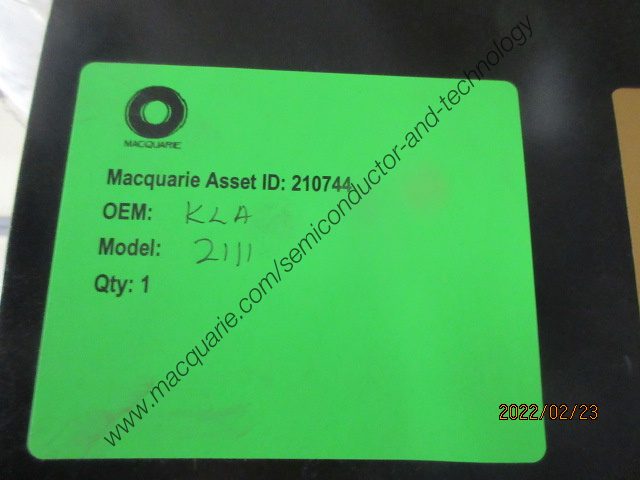 MACQUARIE
Macquarie Asset ID: 210744
OEM: KLA
Model: 2111
Qty: 1
www.macquarie.com/semiconductor-and-technology
2022/02/23